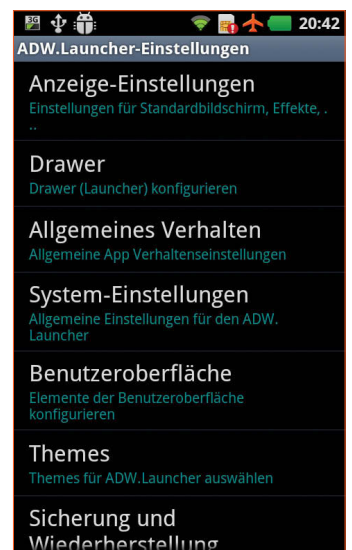 3G 20:42
ADW.Launcher-Einstellungen
Anzeige-Einstellungen
Einstellungen für Standardbildschirm, Effekte, .
..
Drawer
Drawer (Launcher) konfigurieren
Allgemeines Verhalten
Allgemeine App Verhaltenseinstellungen
System-Einstellungen
Allgemeine Einstellungen für den ADW.
Launcher
Benutzeroberfläche
Elemente der Benutzeroberfläche
konfigurieren
Themes
Themes für ADW.Launcher auswählen
Sicherung und
Wiederherstellung